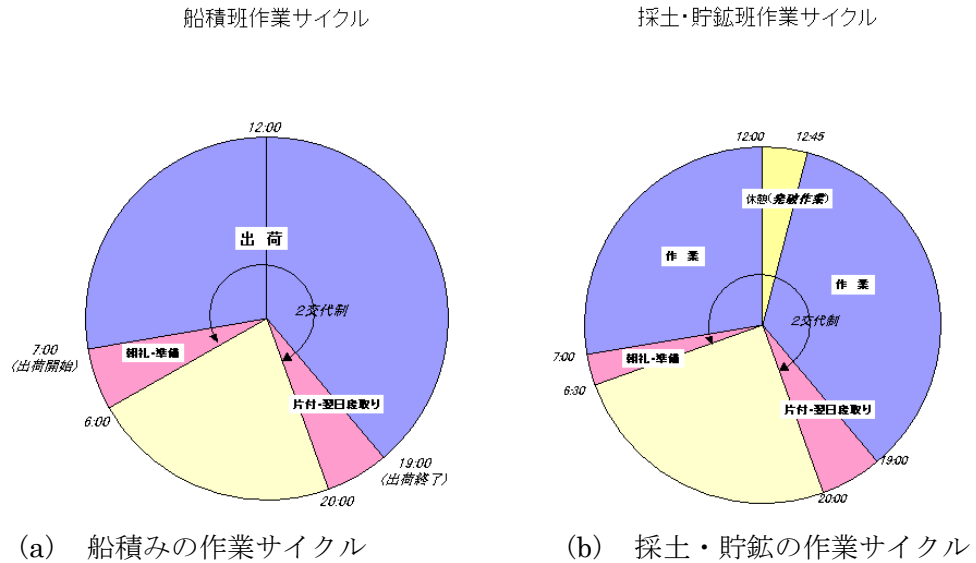 船積班作業サイクル
12:00
出 荷
2交代制
7:00
(出荷開始)
朝礼・準備
6:00
片付・翌日段取り
19:00
(出荷終了)
20:00
(a) 船積みの作業サイクル
採土・貯鉱班作業サイクル
12:00
12:45
休憩(発破作業)
作 業
作 業
2交代制
7:00
朝礼・準備
6:30
片付・翌日段取り
19:00
20:00
(b) 採土・貯鉱の作業サイクル